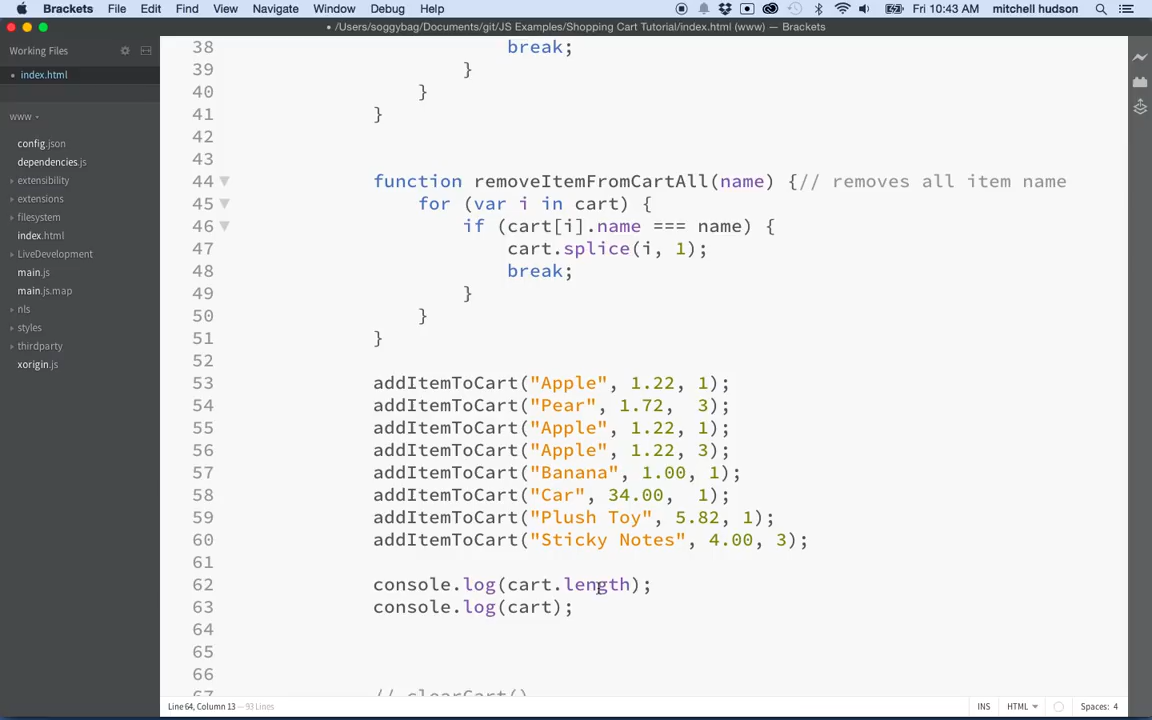 Brackets File Edit Find View Navigate Window Debug Help Fri 10:43 AM mitchell hudson
• /Users/soggybag/Documents/git/JS Examples/Shopping Cart Tutorial/index.html (www) — Brackets
Working Files
• index.html
www
config.json
dependencies.js
extensibility
extensions
filesystem
index.html
LiveDevelopment
main.js
main.js.map
nls
styles
thirdparty
xorigin.js
38 break;
39 }
40 }
41 }
42
43
44 function removeItemFromCartAll(name) {// removes all item name
45 for (var i in cart) {
46 if (cart[i].name === name) {
47 cart.splice(i, 1);
48 break;
49 }
50 }
51 }
52
53 addItemToCart("Apple", 1.22, 1);
54 addItemToCart("Pear", 1.72,  3);
55 addItemToCart("Apple", 1.22, 1);
56 addItemToCart("Apple", 1.22, 3);
57 addItemToCart("Banana", 1.00, 1);
58 addItemToCart("Car", 34.00,  1);
59 addItemToCart("Plush Toy", 5.82, 1);
60 addItemToCart("Sticky Notes", 4.00, 3);
61
62 console.log(cart.length);
63 console.log(cart);
64
65
66
67 // clearCart()
Line 64, Column 13 — 93 Lines INS HTML Spaces: 4